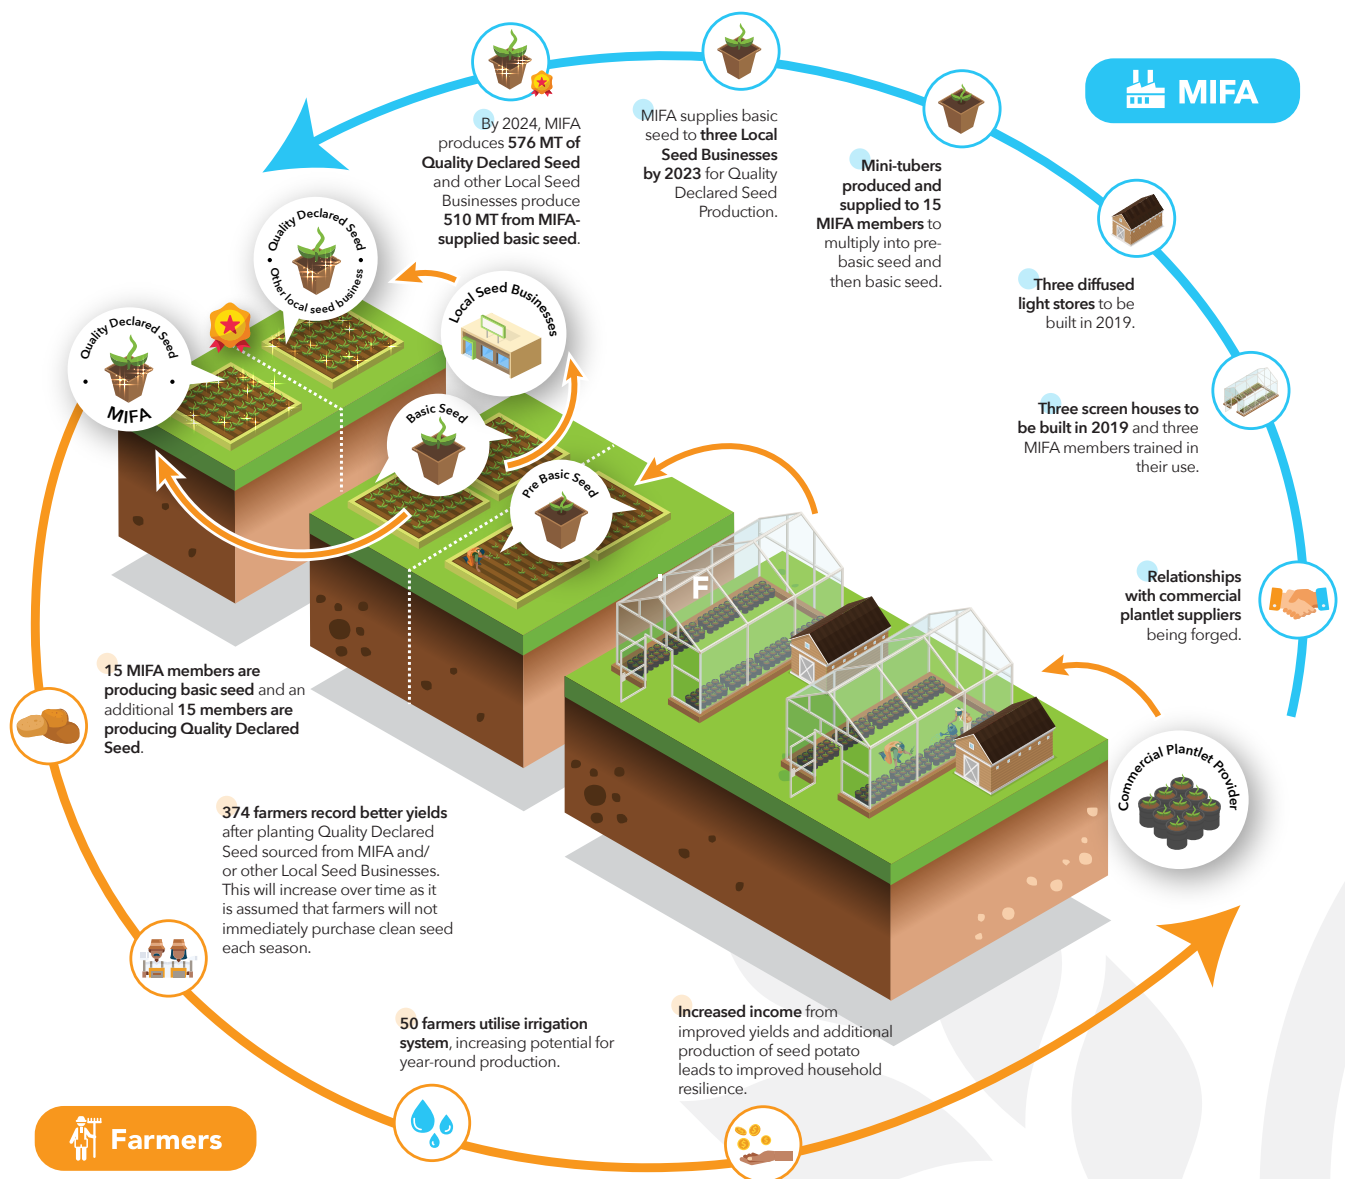 MIFA
By 2024, MIFA
produces 576 MT of
Quality Declared Seed
and other Local Seed
Businesses produce
510 MT from MIFA-
supplied basic seed.
MIFA supplies basic
seed to three Local
Seed Businesses
by 2023 for Quality
Declared Seed
Production.
Mini-tubers
produced and
supplied to 15
MIFA members to
multiply into pre-
basic seed and
then basic seed.
Three diffused
light stores to be
built in 2019.
Three screen houses to
be built in 2019 and three
MIFA members trained in
their use.
Relationships
with commercial
plantlet suppliers
being forged.
Quality Declared Seed
• Other local seed business •
Local Seed Businesses
Quality Declared Seed
• MIFA •
Basic Seed
Pre Basic Seed
F
Commercial Plantlet Provider
15 MIFA members are
producing basic seed and an
additional 15 members are
producing Quality Declared
Seed.
374 farmers record better yields
after planting Quality Declared
Seed sourced from MIFA and/
or other Local Seed Businesses.
This will increase over time as it
is assumed that farmers will not
immediately purchase clean seed
each season.
50 farmers utilise irrigation
system, increasing potential for
year-round production.
Increased income from
improved yields and additional
production of seed potato
leads to improved household
resilience.
Farmers